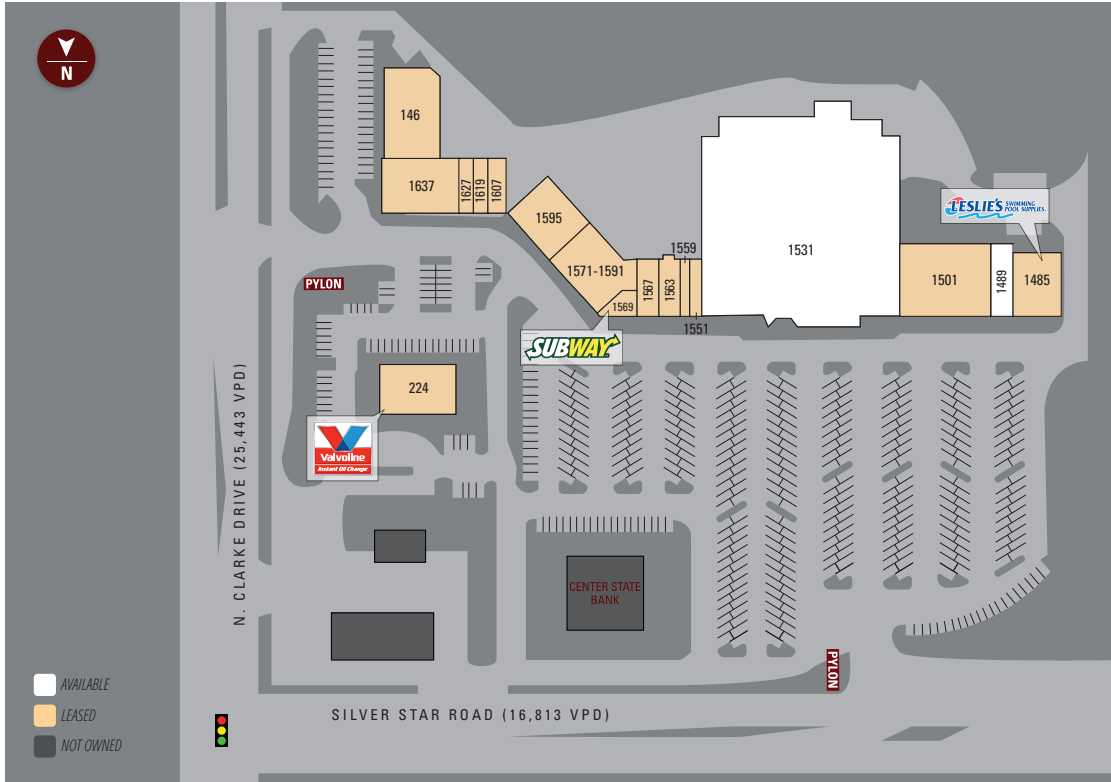 N
146
1637
1627
1619
1607
1595
1571-1591
1569
1567
1563
1559
1551
1531
1501
1489
1485
LESLIE'S SWIMMING
POOL SUPPLIES.
SUBWAY
PYLON
224
Valvoline
Instant Oil Change
N. CLARKE DRIVE (25,443 VPD)
CENTER STATE
BANK
PYLON
SILVER STAR ROAD (16,813 VPD)
AVAILABLE
LEASED
NOT OWNED